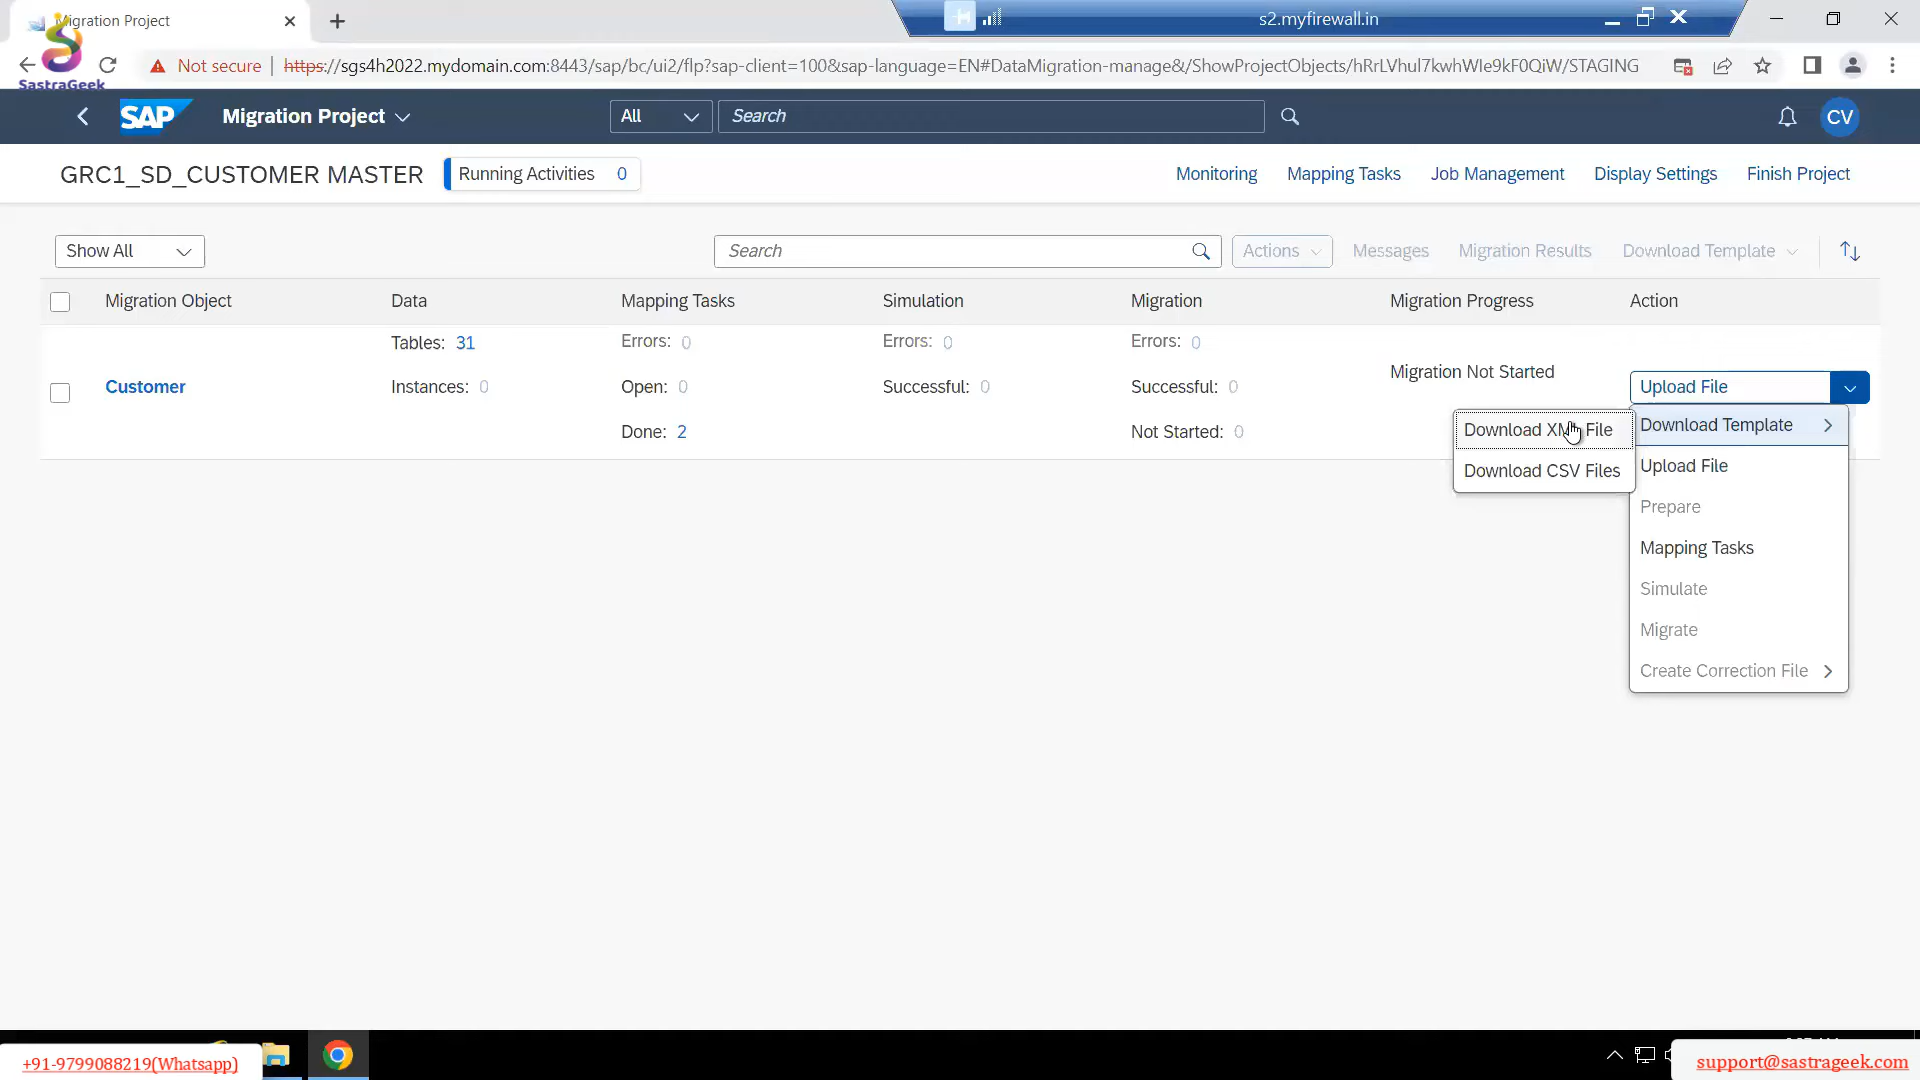 Migration Project
s2.myfirewall.in
SastraGeek
Not secure
https://sgs4h2022.mydomain.com:8443/sap/bc/ui2/flp?sap-client=100&sap-language=EN#DataMigration-manage&/ShowProjectObjects/hRrLVhuI7kwhWIe9kF0QiW/STAGING
SAP
Migration Project
All
Search
CV
GRC1_SD_CUSTOMER MASTER
Running Activities 0
Monitoring
Mapping Tasks
Job Management
Display Settings
Finish Project
Show All
Search
Actions
Messages
Migration Results
Download Template
Migration Object
Data
Mapping Tasks
Simulation
Migration
Migration Progress
Action
Tables: 31
Errors: 0
Errors: 0
Errors: 0
Migration Not Started
Customer
Instances: 0
Open: 0
Successful: 0
Successful: 0
Upload File
Done: 2
Not Started: 0
Download XML File
Download CSV Files
Download Template
Upload File
Prepare
Mapping Tasks
Simulate
Migrate
Create Correction File
+91-9799088219(Whatsapp)
support@sastrageek.com